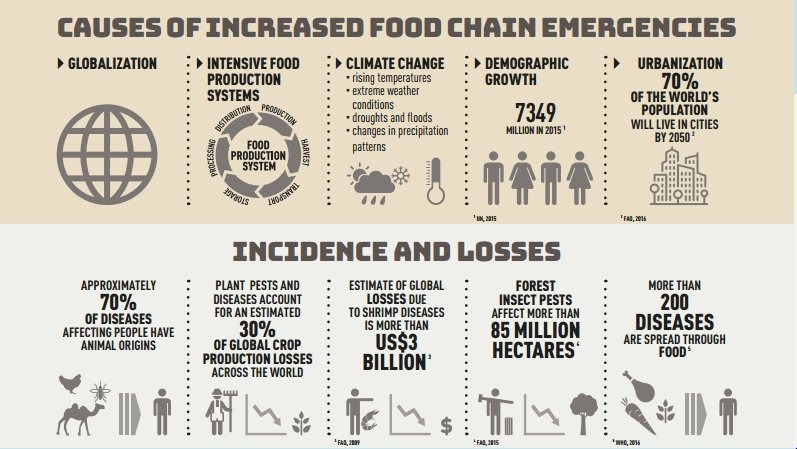 CAUSES OF INCREASED FOOD CHAIN EMERGENCIES
GLOBALIZATION
INTENSIVE FOOD
PRODUCTION
SYSTEMS
DISTRIBUTION
PRODUCTION
HARVEST
TRANSPORT
STORAGE
PROCESSING
FOOD
PRODUCTION
SYSTEM
CLIMATE CHANGE
• rising temperatures
• extreme weather
conditions
• droughts and floods
• changes in precipitation
patterns
DEMOGRAPHIC
GROWTH
7349
MILLION IN 2015 ¹
¹ UN, 2015
URBANIZATION
70%
OF THE WORLD'S
POPULATION
WILL LIVE IN CITIES
BY 2050 ²
² FAO, 2016
INCIDENCE AND LOSSES
APPROXIMATELY
70%
OF DISEASES
AFFECTING PEOPLE HAVE
ANIMAL ORIGINS
PLANT PESTS AND
DISEASES ACCOUNT
FOR AN ESTIMATED
30%
OF GLOBAL CROP
PRODUCTION LOSSES
ACROSS THE WORLD
ESTIMATE OF GLOBAL
LOSSES DUE
TO SHRIMP DISEASES
IS MORE THAN
US$3
BILLION³
$
³ FAO, 2009
FOREST
INSECT PESTS
AFFECT MORE THAN
85 MILLION
HECTARES⁴
⁴ FAO, 2015
MORE THAN
200
DISEASES
ARE SPREAD THROUGH
FOOD⁵
⁵ WHO, 2016